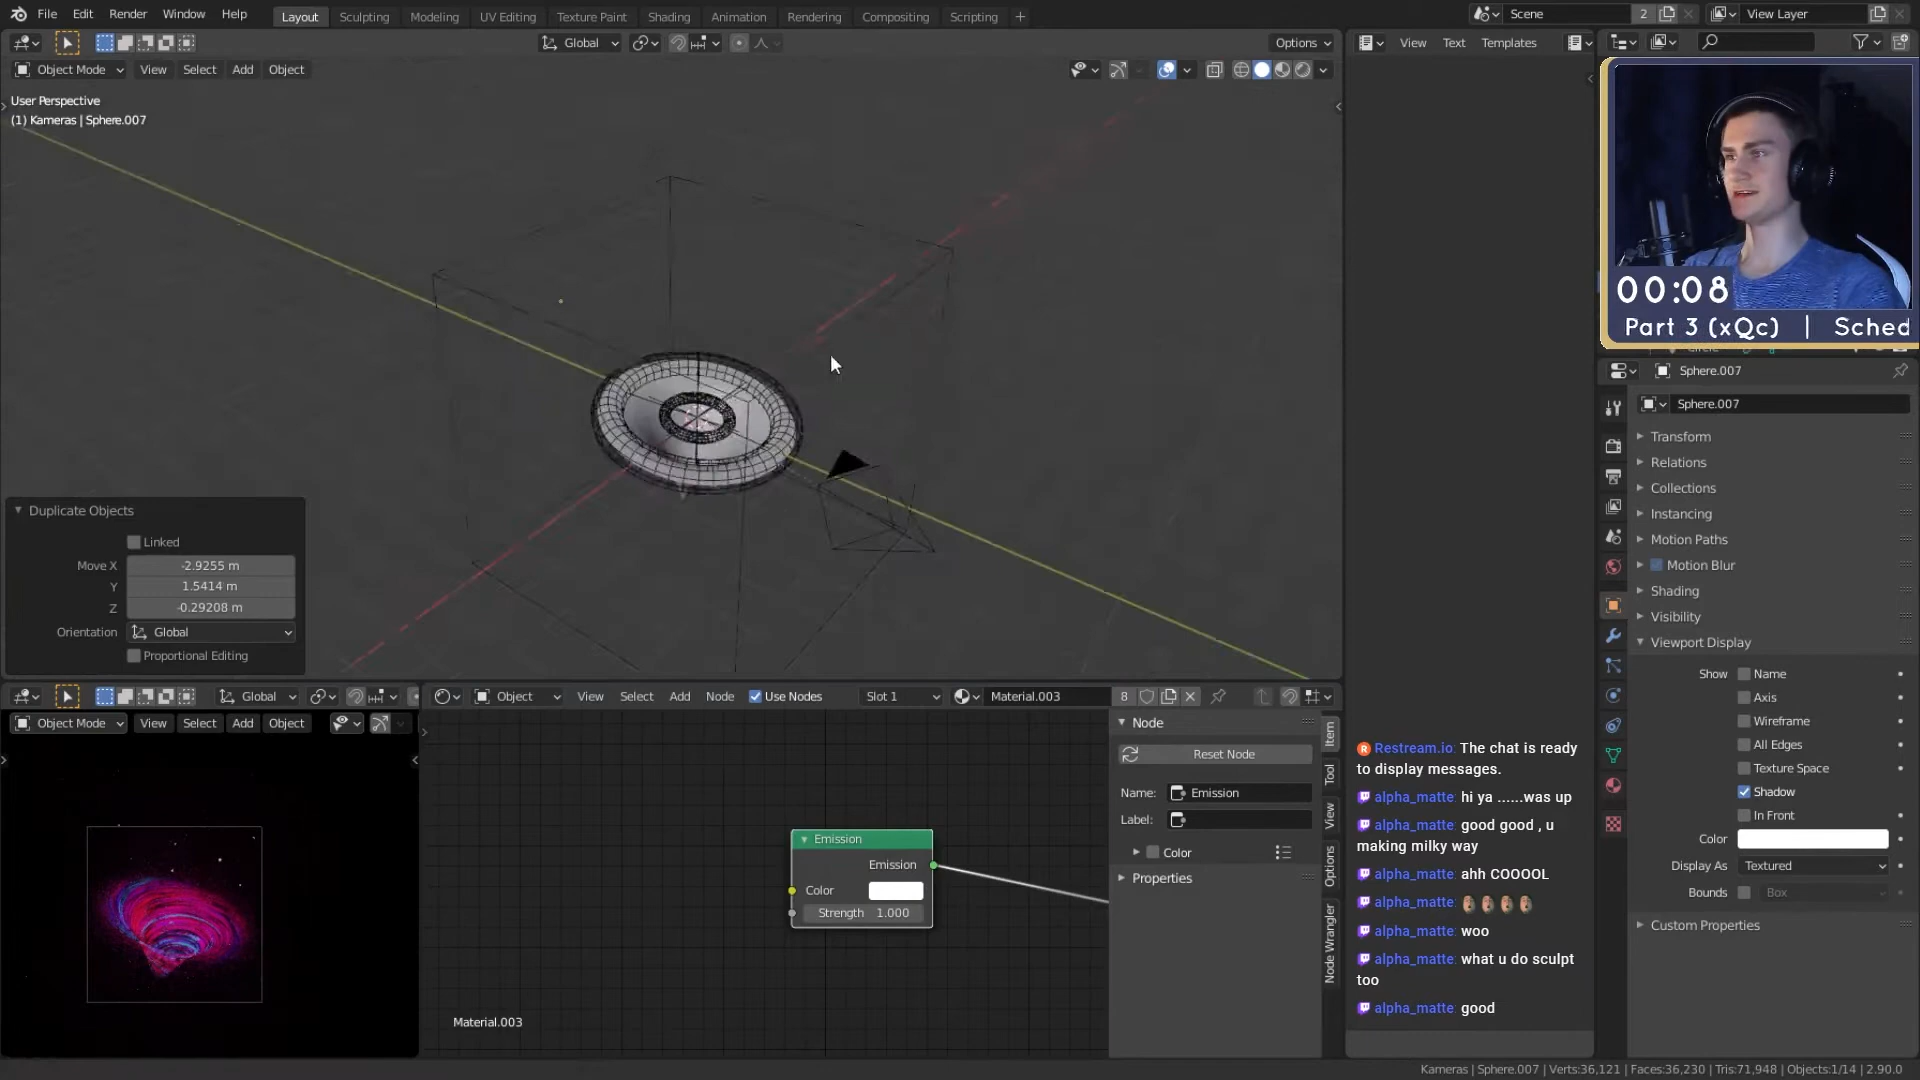 File Edit Render Window Help Layout Sculpting Modeling UV Editing Texture Paint Shading Animation Rendering Compositing Scripting + Scene 2 View Layer
Global Options View Text Templates
Object Mode View Select Add Object
User Perspective
(1) Kameras | Sphere.007
00:08
Part 3 (xQc) | Sched
Sphere.007
Sphere.007
Transform
Relations
Collections
Instancing
Motion Paths
Motion Blur
Shading
Visibility
Viewport Display
Show Name
Axis
Wireframe
All Edges
Texture Space
Shadow
In Front
Color
Display As Textured
Bounds Box
Custom Properties
Duplicate Objects
Linked
Move X -2.9255 m
Y 1.5414 m
Z -0.29208 m
Orientation Global
Proportional Editing
Global
Object Mode View Select Add Object
Object View Select Add Node Use Nodes Slot 1 Material.003 8
Node
Reset Node
Name: Emission
Label:
Color
Properties
Item
Tool
View
Options
Node Wrangler
Emission
Emission
Color
Strength 1.000
Material.003
Restream.io: The chat is ready
to display messages.
alpha_matte: hi ya ......was up
alpha_matte: good good , u
making milky way
alpha_matte: ahh COOOOL
alpha_matte:
alpha_matte: woo
alpha_matte: what u do sculpt
too
alpha_matte: good
Kameras | Sphere.007 | Verts:36,121 | Faces:36,230 | Tris:71,948 | Objects:1/14 | 2.90.0